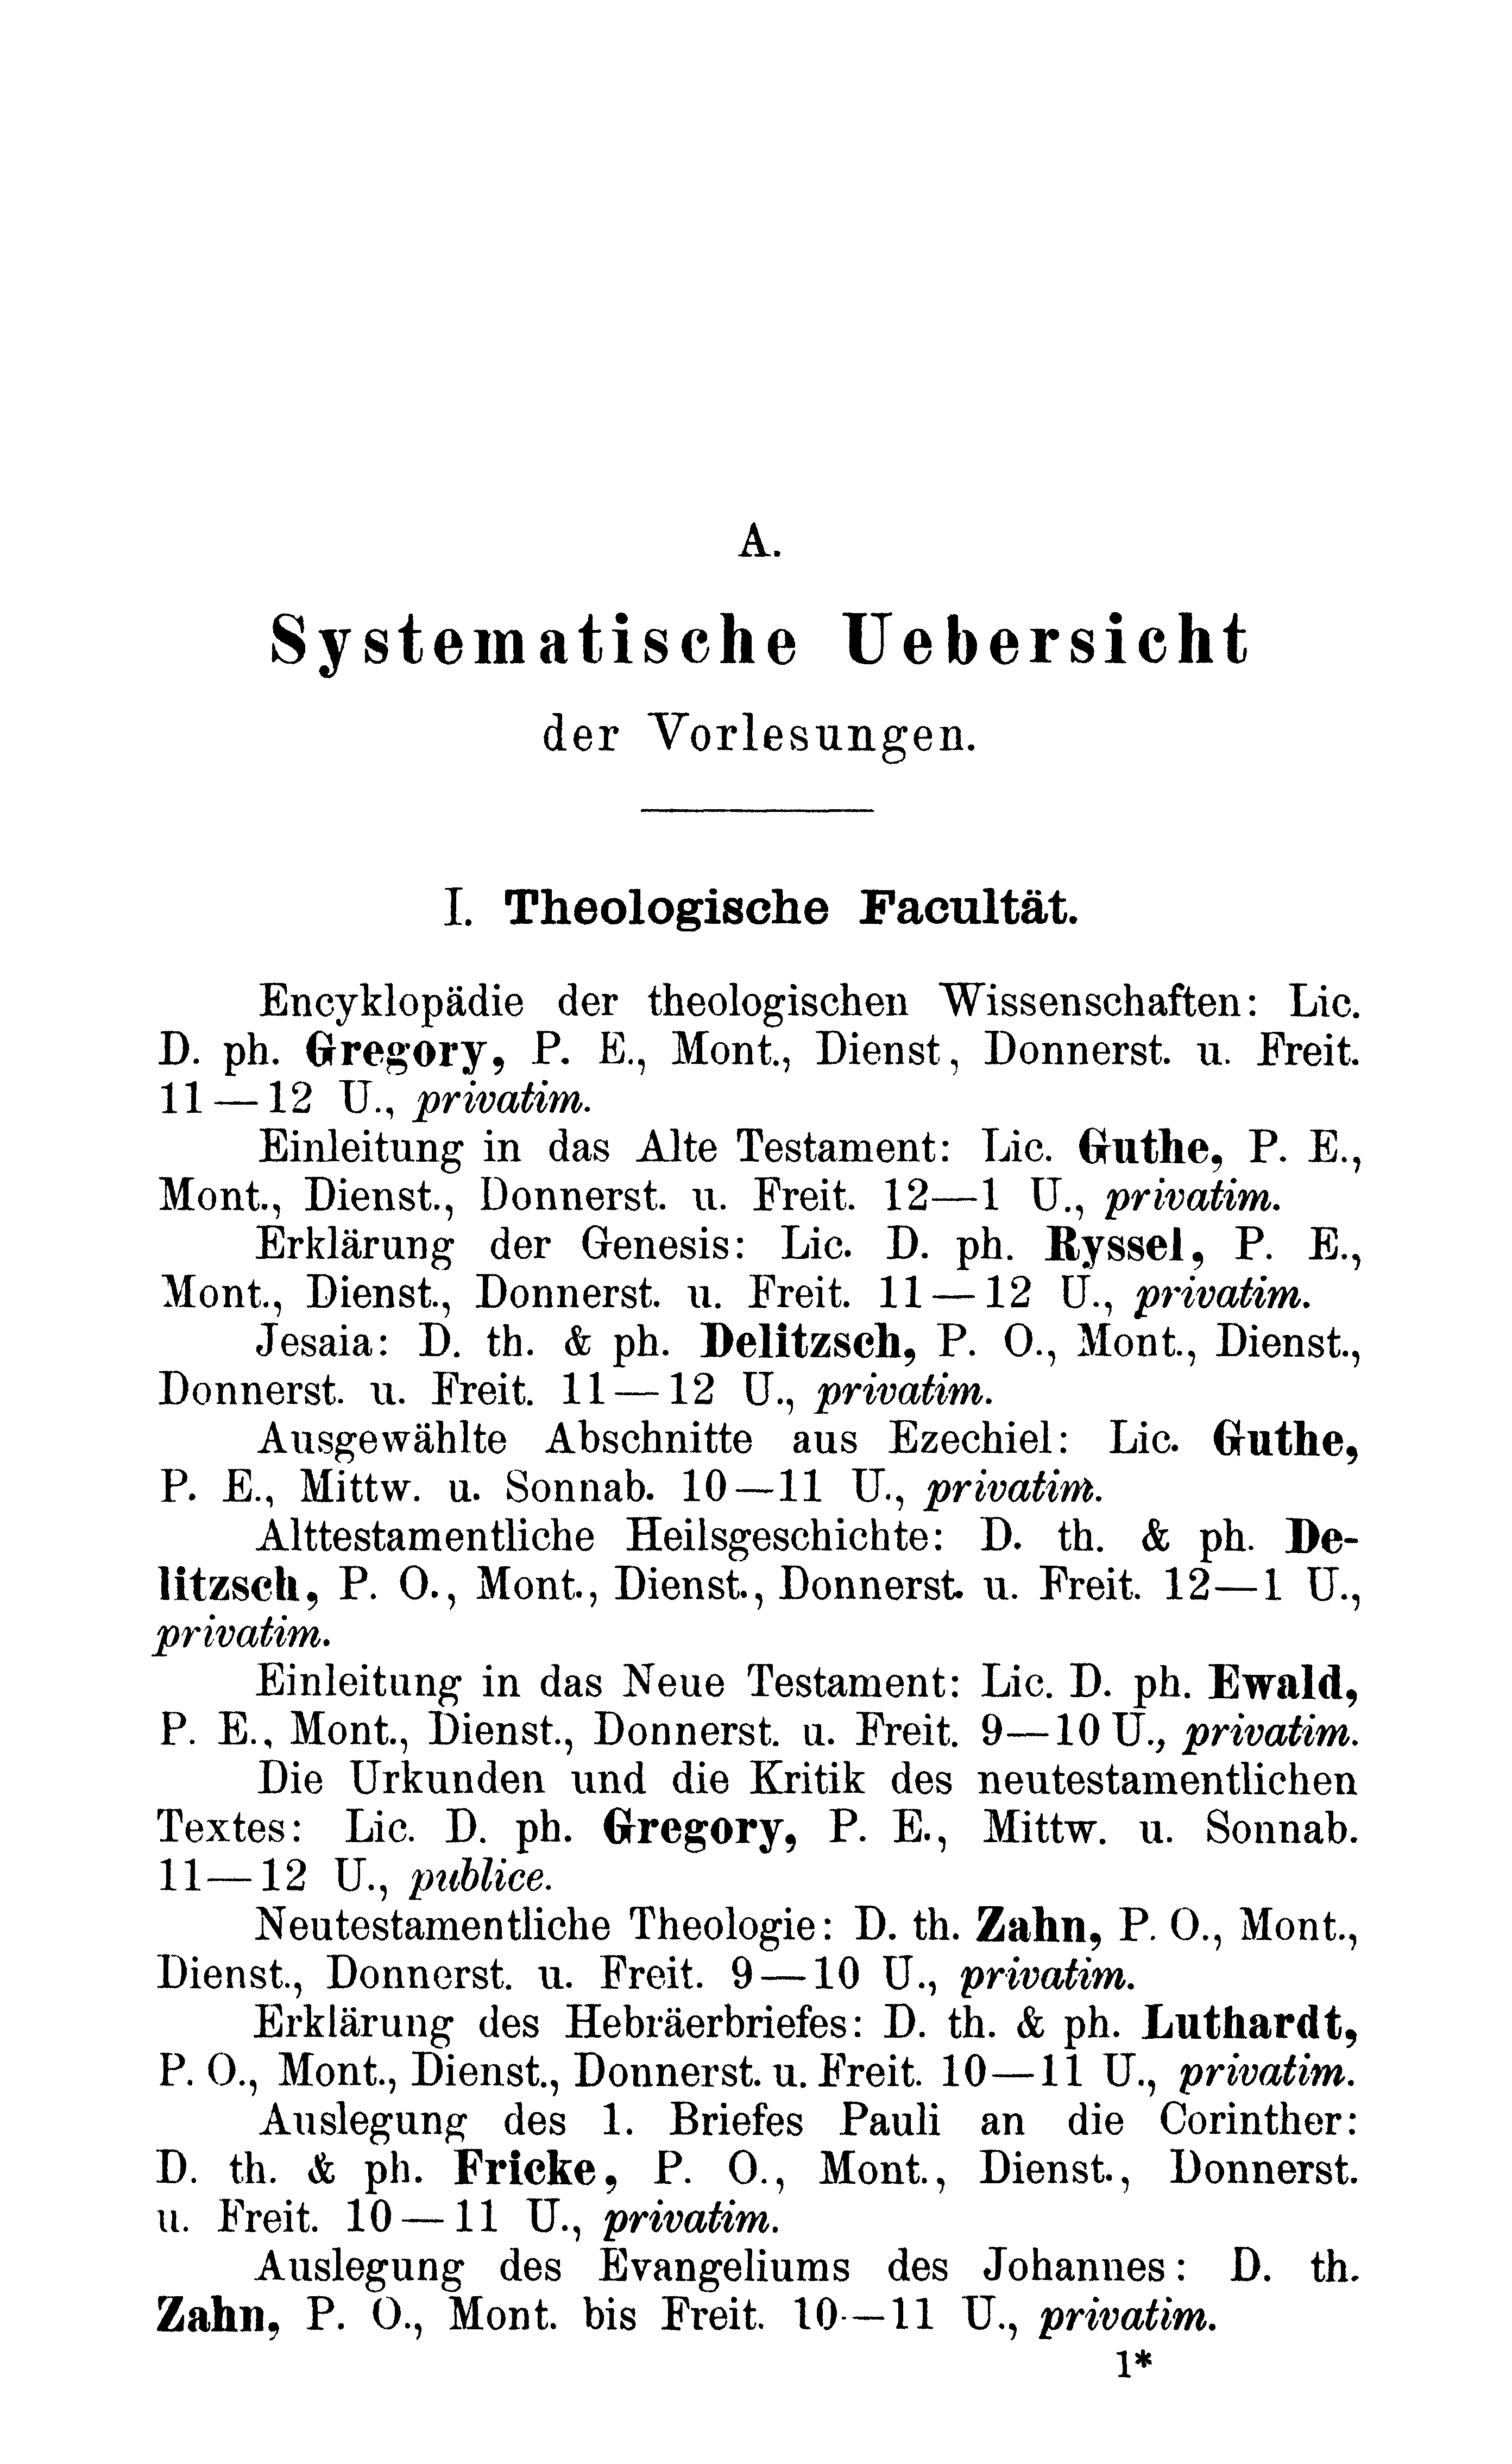 A.
Systematische Uebersicht
der Vorlesungen.
I. Theologische Facultät.
Encyklopädie der theologischen Wissenschaften: Lic.
D. ph. Gregory, P. E., Mont., Dienst, Donnerst. u. Freit.
11—12 U., privatim.
Einleitung in das Alte Testament: Lic. Guthe, P. E.,
Mont., Dienst., Donnerst. u. Freit. 12—1 U., privatim.
Erklärung der Genesis: Lic. D. ph. Ryssel, P. E.,
Mont., Dienst., Donnerst. u. Freit. 11—12 U., privatim.
Jesaia: D. th. & ph. Delitzsch, P. O., Mont., Dienst.,
Donnerst. u. Freit. 11—12 U., privatim.
Ausgewählte Abschnitte aus Ezechiel: Lic. Guthe,
P. E., Mittw. u. Sonnab. 10—11 U., privatim.
Alttestamentliche Heilsgeschichte: D. th. & ph. De-
litzsch, P. O., Mont., Dienst., Donnerst. u. Freit. 12—1 U.,
privatim.
Einleitung in das Neue Testament: Lic. D. ph. Ewald,
P. E., Mont., Dienst., Donnerst. u. Freit. 9—10 U., privatim.
Die Urkunden und die Kritik des neutestamentlichen
Textes: Lic. D. ph. Gregory, P. E., Mittw. u. Sonnab.
11—12 U., publice.
Neutestamentliche Theologie: D. th. Zahn, P. O., Mont.,
Dienst., Donnerst. u. Freit. 9—10 U., privatim.
Erklärung des Hebräerbriefes: D. th. & ph. Luthardt,
P. O., Mont., Dienst., Donnerst. u. Freit. 10—11 U., privatim.
Auslegung des 1. Briefes Pauli an die Corinther:
D. th. & ph. Fricke, P. O., Mont., Dienst., Donnerst.
u. Freit. 10—11 U., privatim.
Auslegung des Evangeliums des Johannes: D. th.
Zahn, P. O., Mont. bis Freit. 10—11 U., privatim.
1*